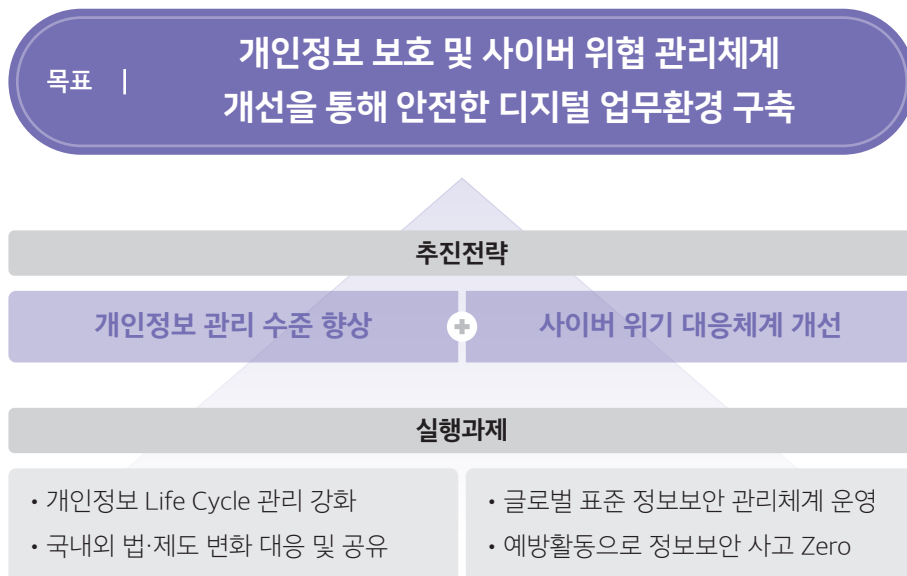 목표 |
개인정보 보호 및 사이버 위협 관리체계
개선을 통해 안전한 디지털 업무환경 구축
추진전략
개인정보 관리 수준 향상
+
사이버 위기 대응체계 개선
실행과제
• 개인정보 Life Cycle 관리 강화
• 국내외 법·제도 변화 대응 및 공유
• 글로벌 표준 정보보안 관리체계 운영
• 예방활동으로 정보보안 사고 Zero